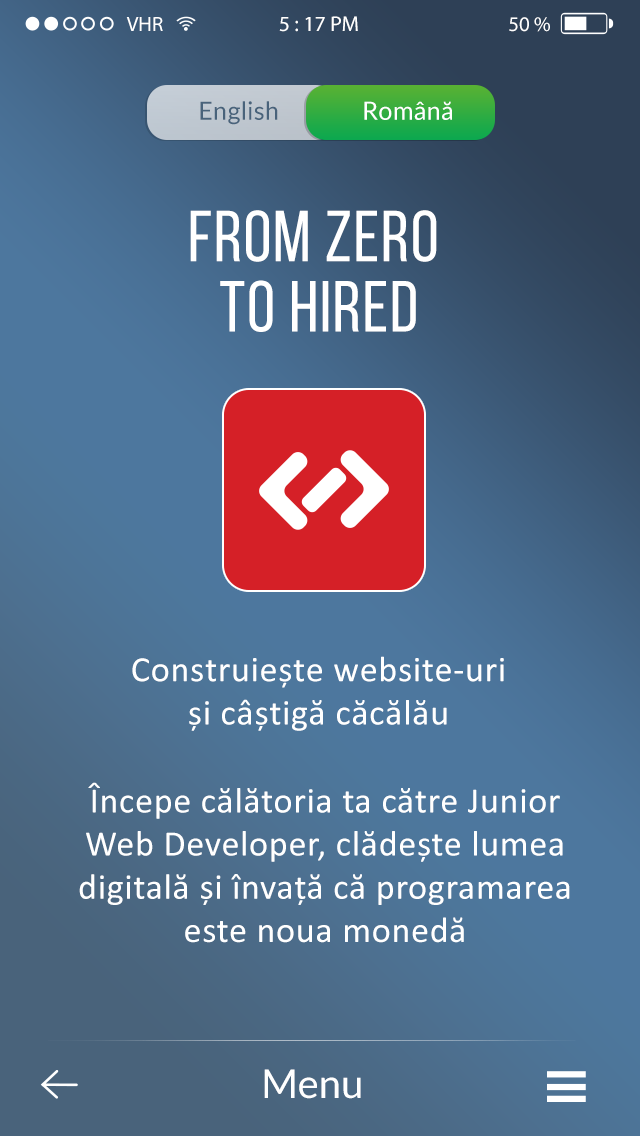 VHR 5 : 17 PM 50 %
English Română
FROM ZERO
TO HIRED
Construiește website-uri
și câștigă căcălău
Începe călătoria ta către Junior
Web Developer, clădește lumea
digitală și învață că programarea
este noua monedă
Menu